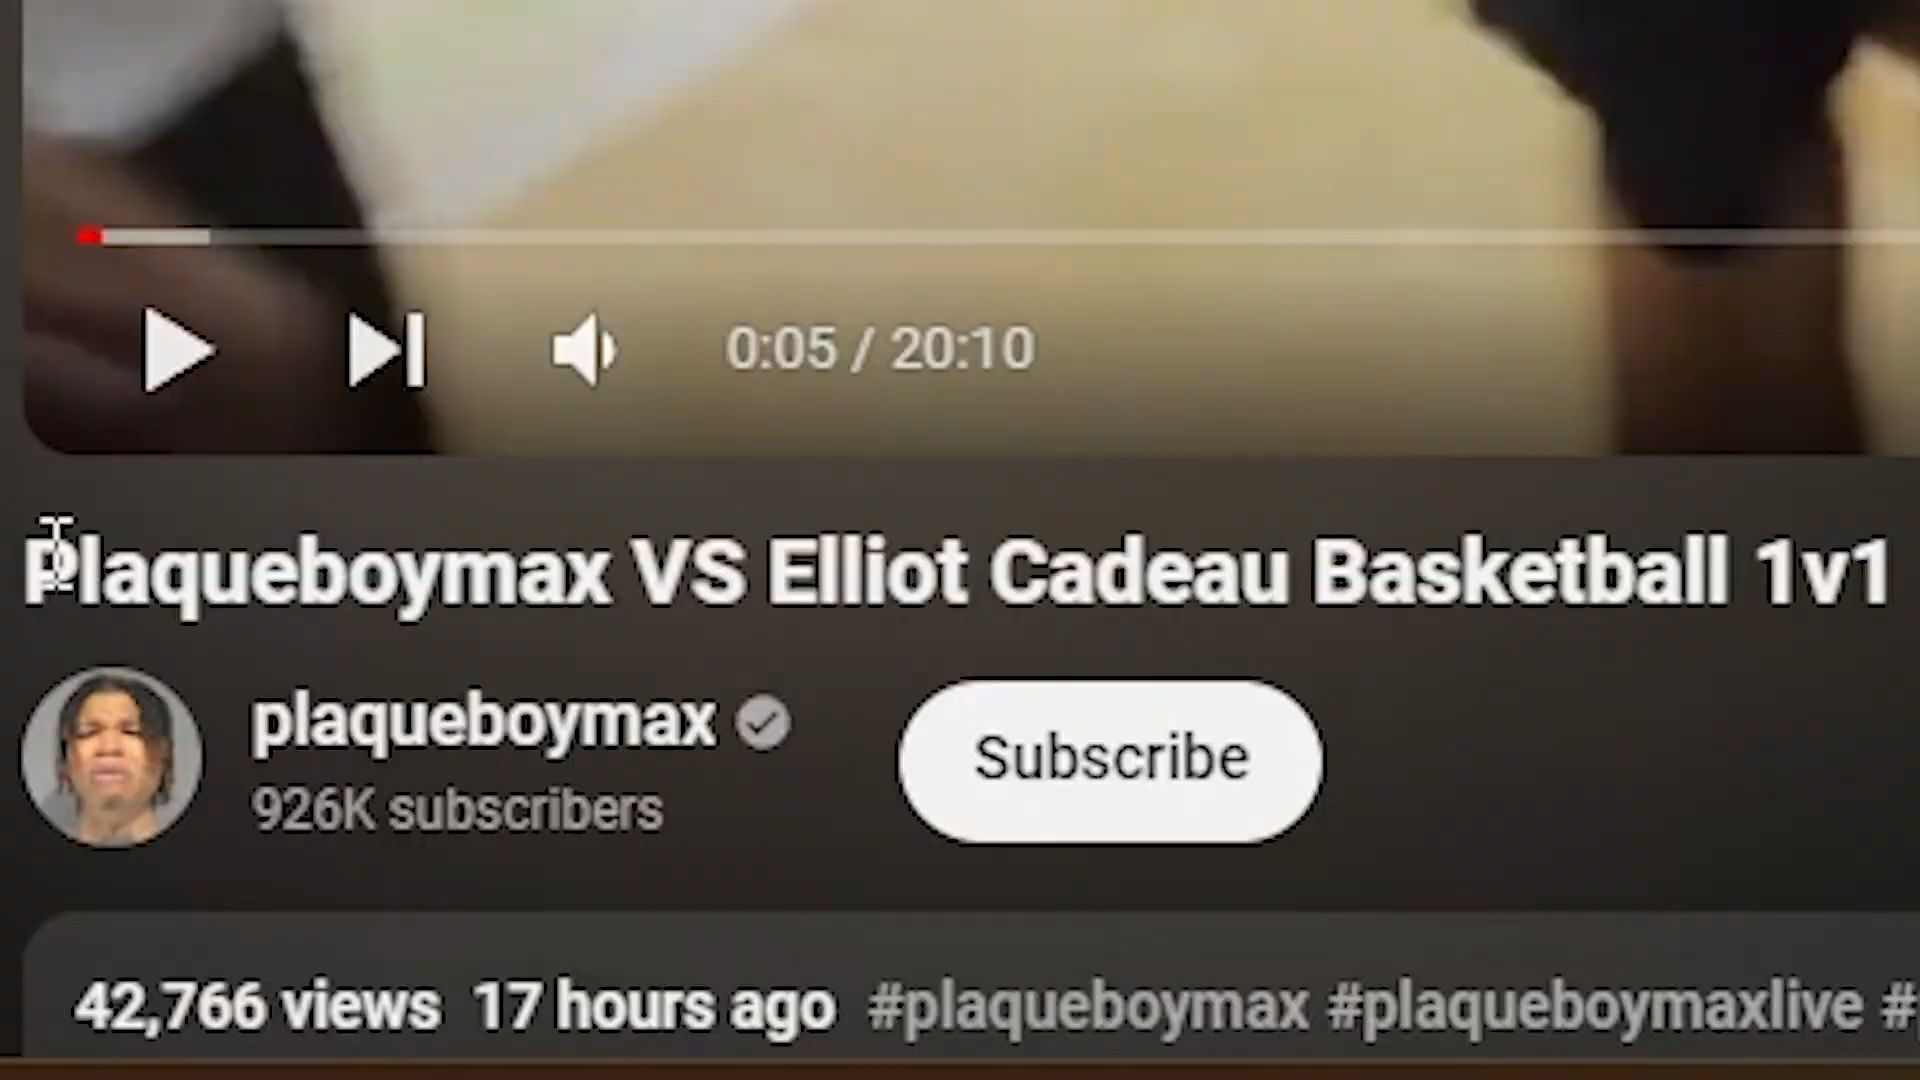 0:05 / 20:10
Plaqueboymax VS Elliot Cadeau Basketball 1v1
plaqueboymax
926K subscribers
Subscribe
42,766 views 17 hours ago #plaqueboymax #plaqueboymaxlive #